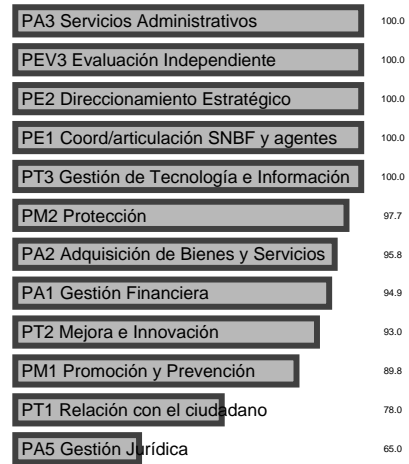 PA3 Servicios Administrativos 100.0
PEV3 Evaluación Independiente 100.0
PE2 Direccionamiento Estratégico 100.0
PE1 Coord/articulación SNBF y agentes 100.0
PT3 Gestión de Tecnología e Información 100.0
PM2 Protección 97.7
PA2 Adquisición de Bienes y Servicios 95.8
PA1 Gestión Financiera 94.9
PT2 Mejora e Innovación 93.0
PM1 Promoción y Prevención 89.8
PT1 Relación con el ciudadano 78.0
PA5 Gestión Jurídica 65.0